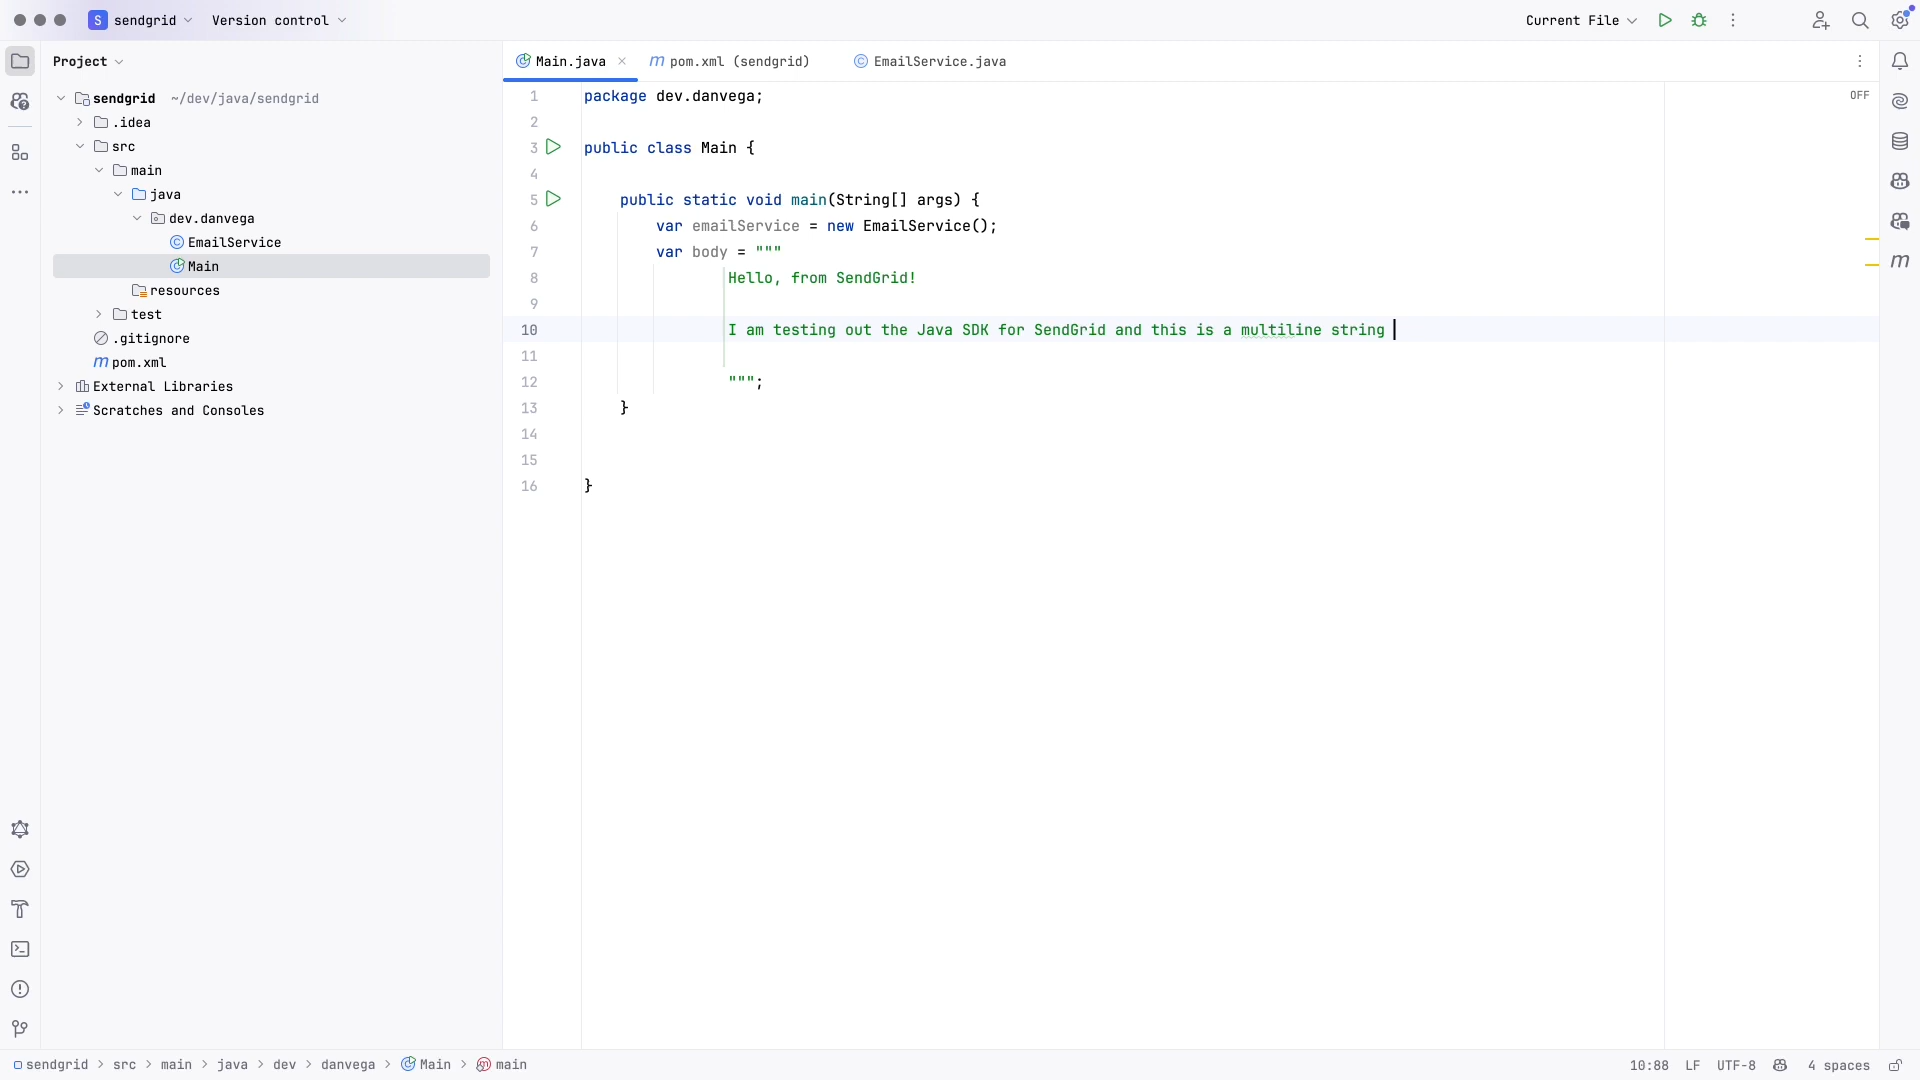 S sendgrid Version control
Current File
Project
Main.java
m pom.xml (sendgrid)
C EmailService.java
sendgrid ~/dev/java/sendgrid
.idea
src
main
java
dev.danvega
C EmailService
C Main
resources
test
.gitignore
m pom.xml
External Libraries
Scratches and Consoles
OFF
1 package dev.danvega;
2
3 public class Main {
4
5 public static void main(String[] args) {
6 var emailService = new EmailService();
7 var body = """
8 Hello, from SendGrid!
9
10 I am testing out the Java SDK for SendGrid and this is a multiline string
11
12 """;
13 }
14
15
16 }
m
sendgrid > src > main > java > dev > danvega > Main > m main
10:88 LF UTF-8 4 spaces